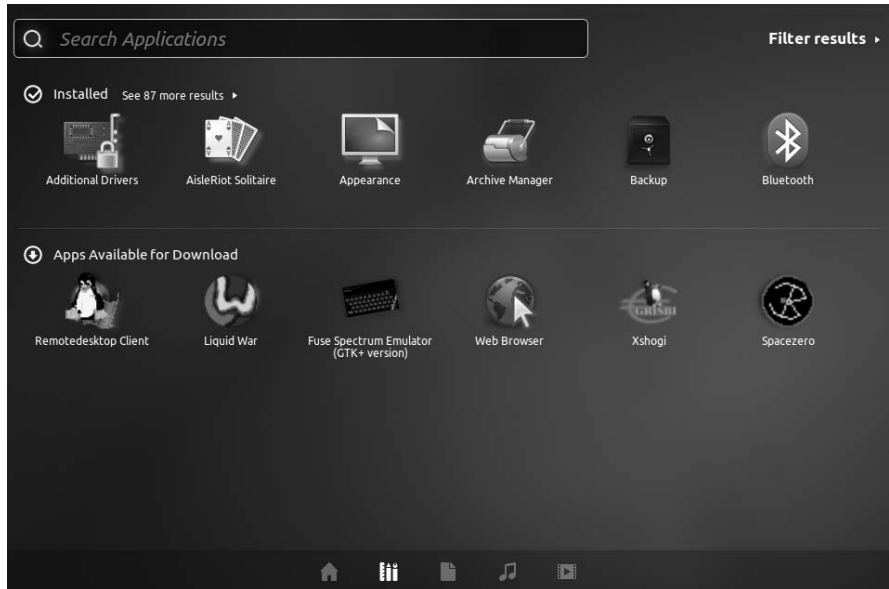 Search Applications
Filter results
Installed See 87 more results
Additional Drivers
AisleRiot Solitaire
Appearance
Archive Manager
Backup
Bluetooth
Apps Available for Download
Remotedesktop Client
Liquid War
Fuse Spectrum Emulator
(GTK+ version)
Web Browser
GRISBI
Xshogi
Spacezero